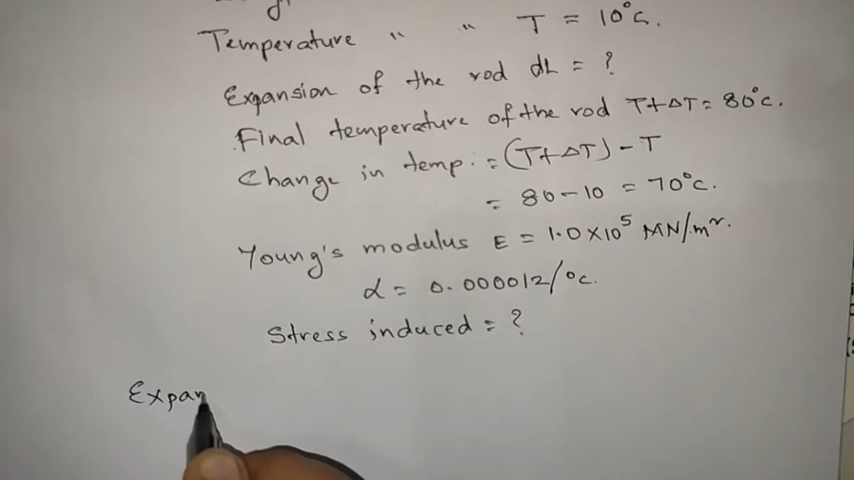 Temperature " " T = 10°C.
Expansion of the rod dL = ?
Final temperature of the rod T+ΔT = 80°C.
Change in temp. = (T+ΔT) - T
= 80-10 = 70°C.
Young's modulus E = 1.0×10⁵ MN/m².
α = 0.000012/°C.
Stress induced = ?
Expan